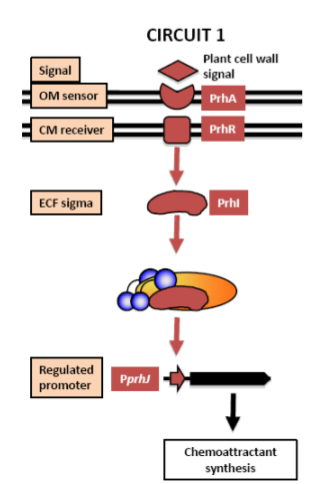 CIRCUIT 1
Signal
Plant cell wall
signal
OM sensor
PrhA
CM receiver
PrhR
ECF sigma
PrhI
Regulated
promoter
PprhJ
Chemoattractant
synthesis